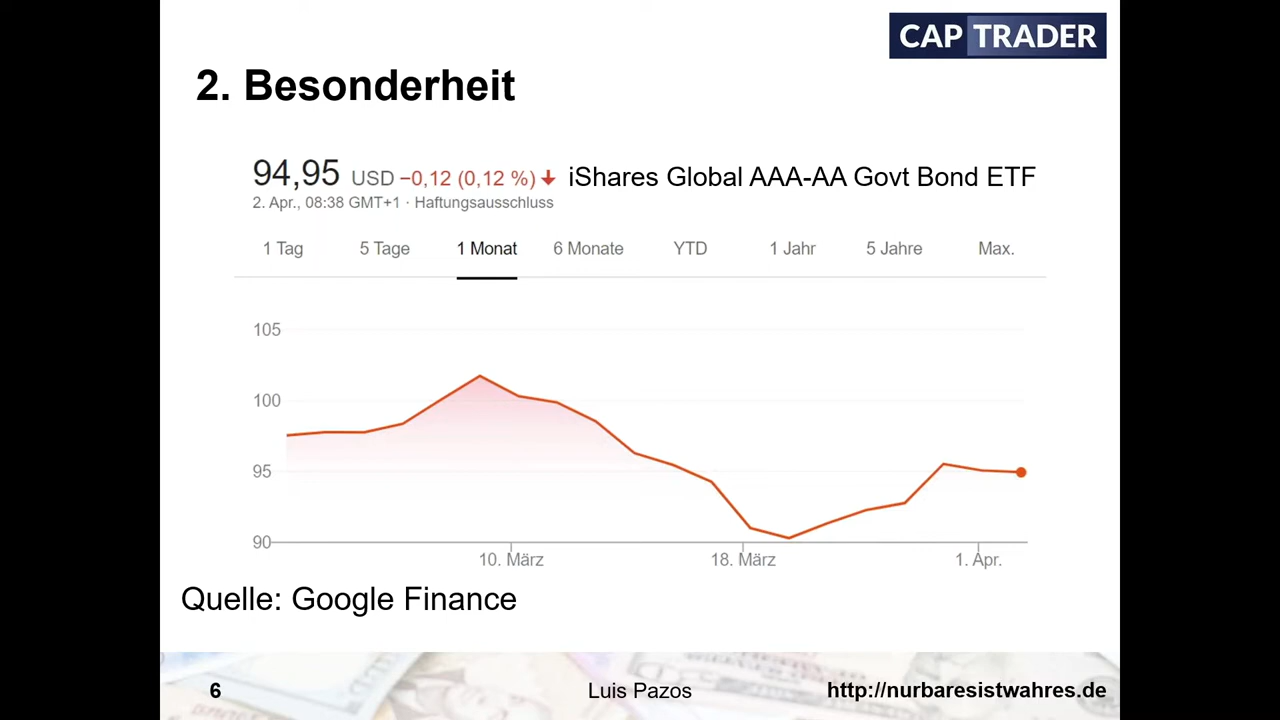 CAP TRADER
2. Besonderheit
94,95 USD −0,12 (0,12 %) iShares Global AAA-AA Govt Bond ETF
2. Apr., 08:38 GMT+1 · Haftungsausschluss
1 Tag 5 Tage 1 Monat 6 Monate YTD 1 Jahr 5 Jahre Max.
105
100
95
90
10. März 18. März 1. Apr.
Quelle: Google Finance
6 Luis Pazos http://nurbaresistwahres.de